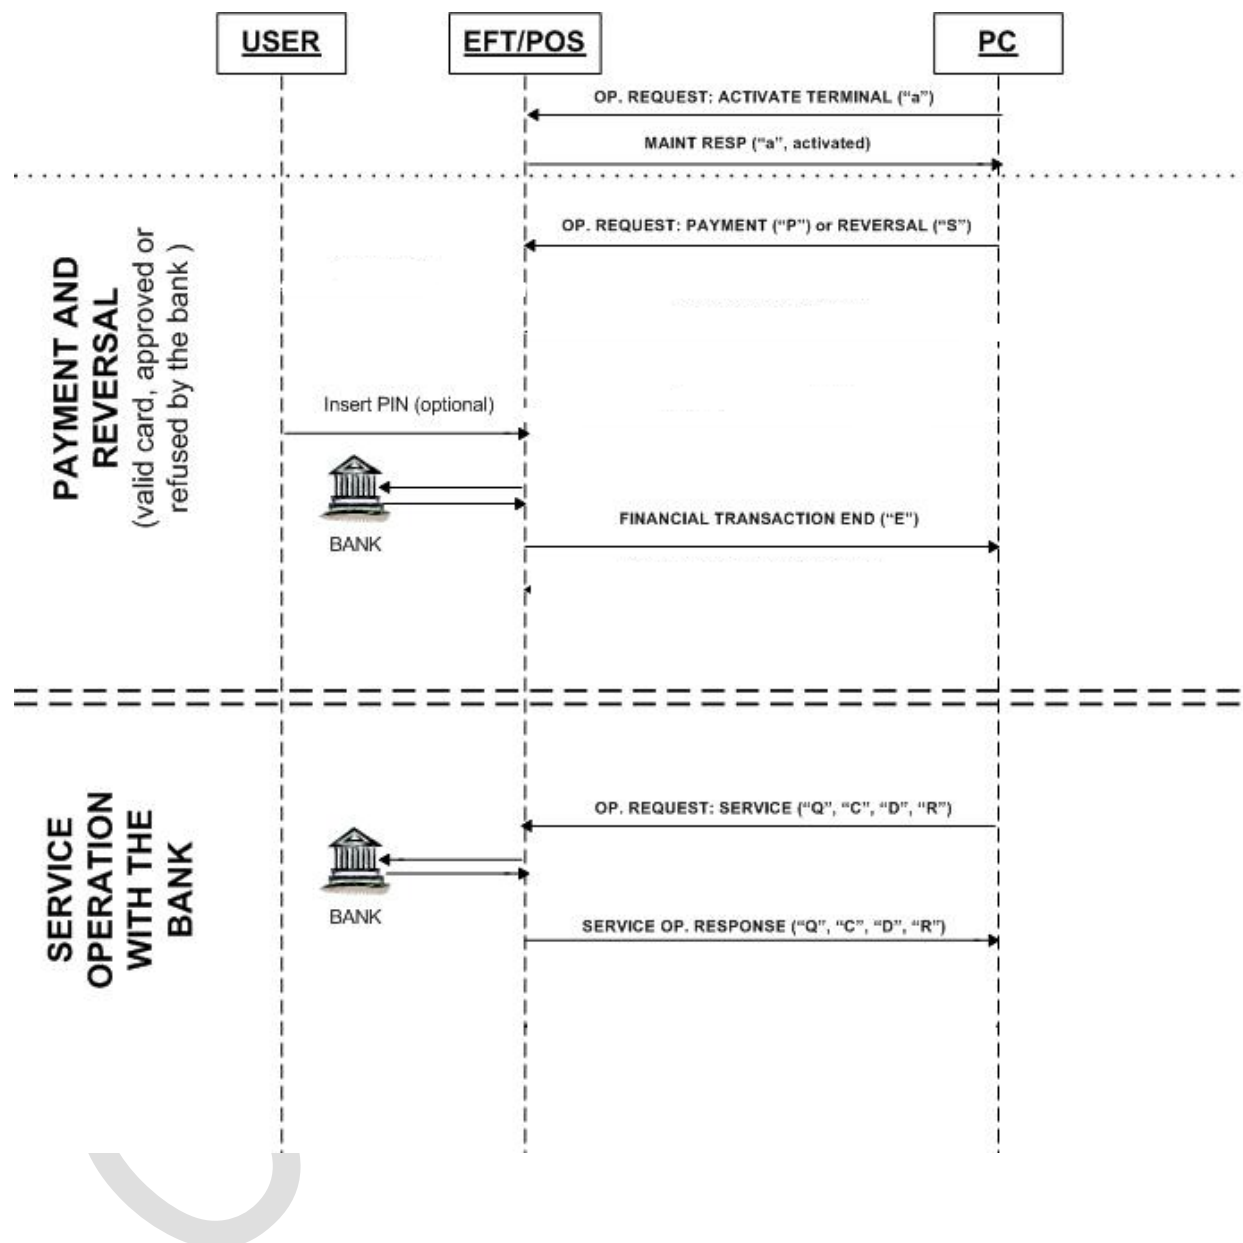 USER
EFT/POS
PC
OP. REQUEST: ACTIVATE TERMINAL (“a”)
MAINT RESP (“a”, activated)
PAYMENT AND
REVERSAL
(valid card, approved or
refused by the bank )
OP. REQUEST: PAYMENT (“P”) or REVERSAL (“S”)
Insert PIN (optional)
BANK
FINANCIAL TRANSACTION END (“E”)
SERVICE
OPERATION
WITH THE
BANK
OP. REQUEST: SERVICE (“Q”, “C”, “D”, “R”)
BANK
SERVICE OP. RESPONSE (“Q”, “C”, “D”, “R”)